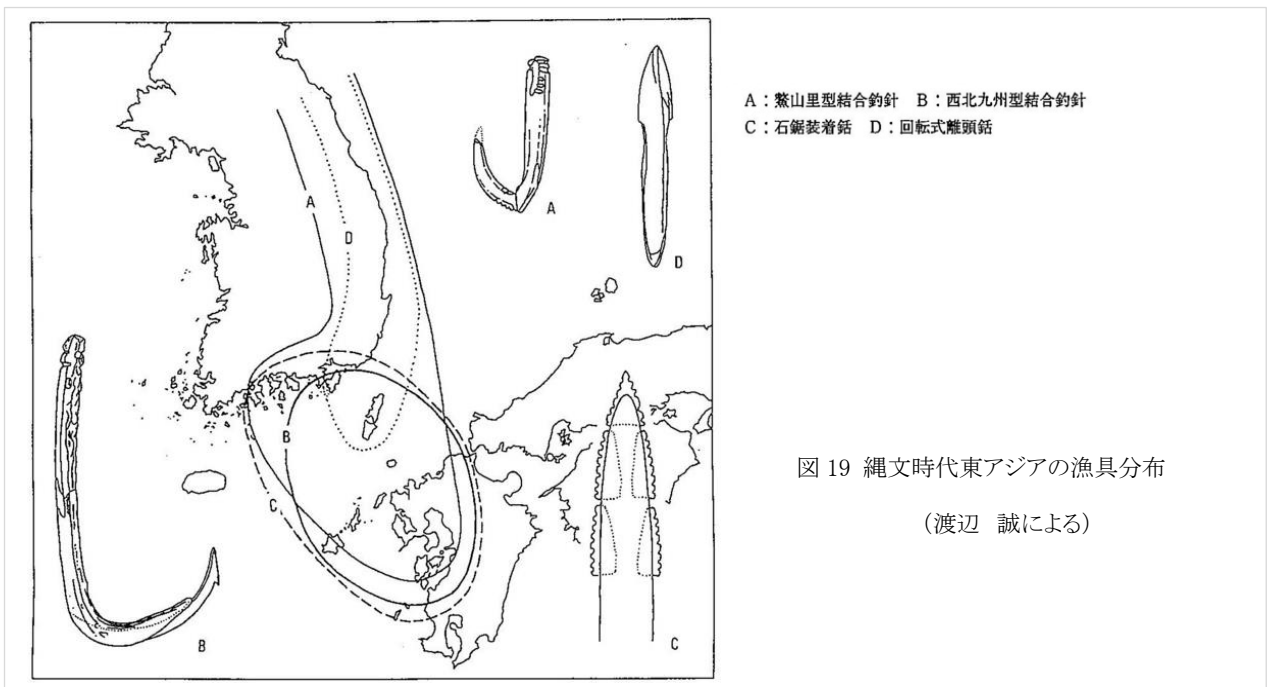 A：鰲山里型結合釣針　B：西北九州型結合釣針
C：石鋸装着銛　D：回転式離頭銛
A
D
A
D
B
C
B
C
図 19 縄文時代東アジアの漁具分布
（渡辺　誠による）